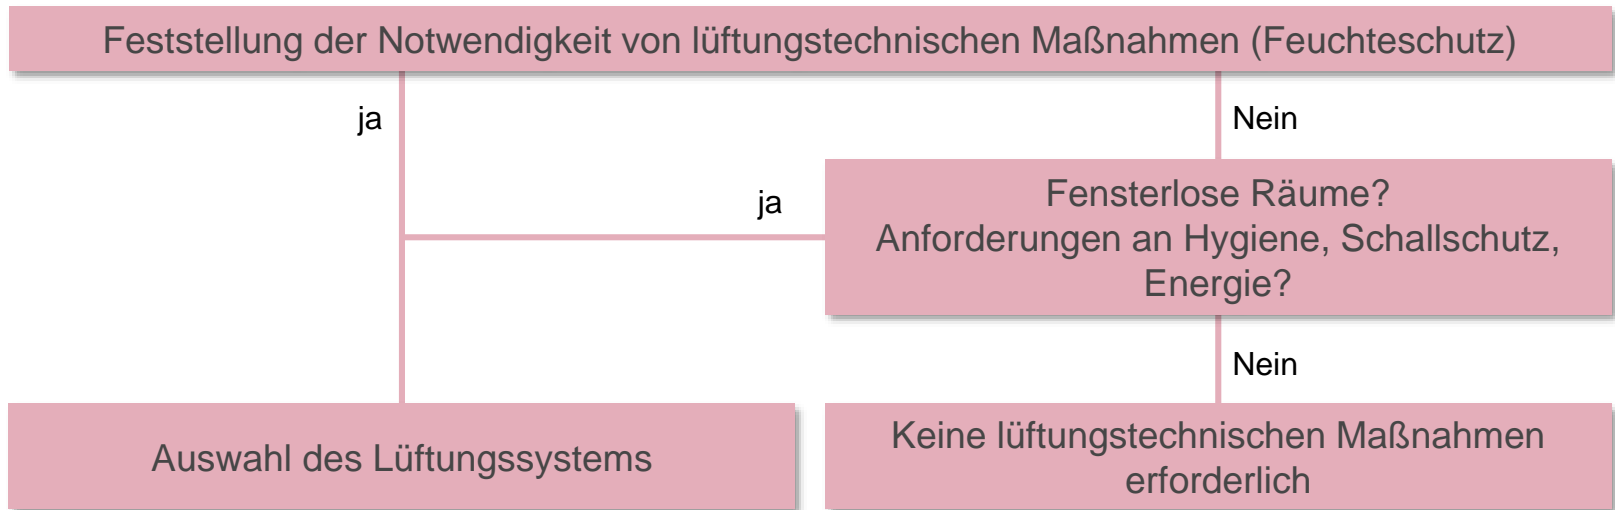 Feststellung der Notwendigkeit von lüftungstechnischen Maßnahmen (Feuchteschutz)
ja
Nein
ja
Fensterlose Räume?
Anforderungen an Hygiene, Schallschutz,
Energie?
Nein
Auswahl des Lüftungssystems
Keine lüftungstechnischen Maßnahmen
erforderlich